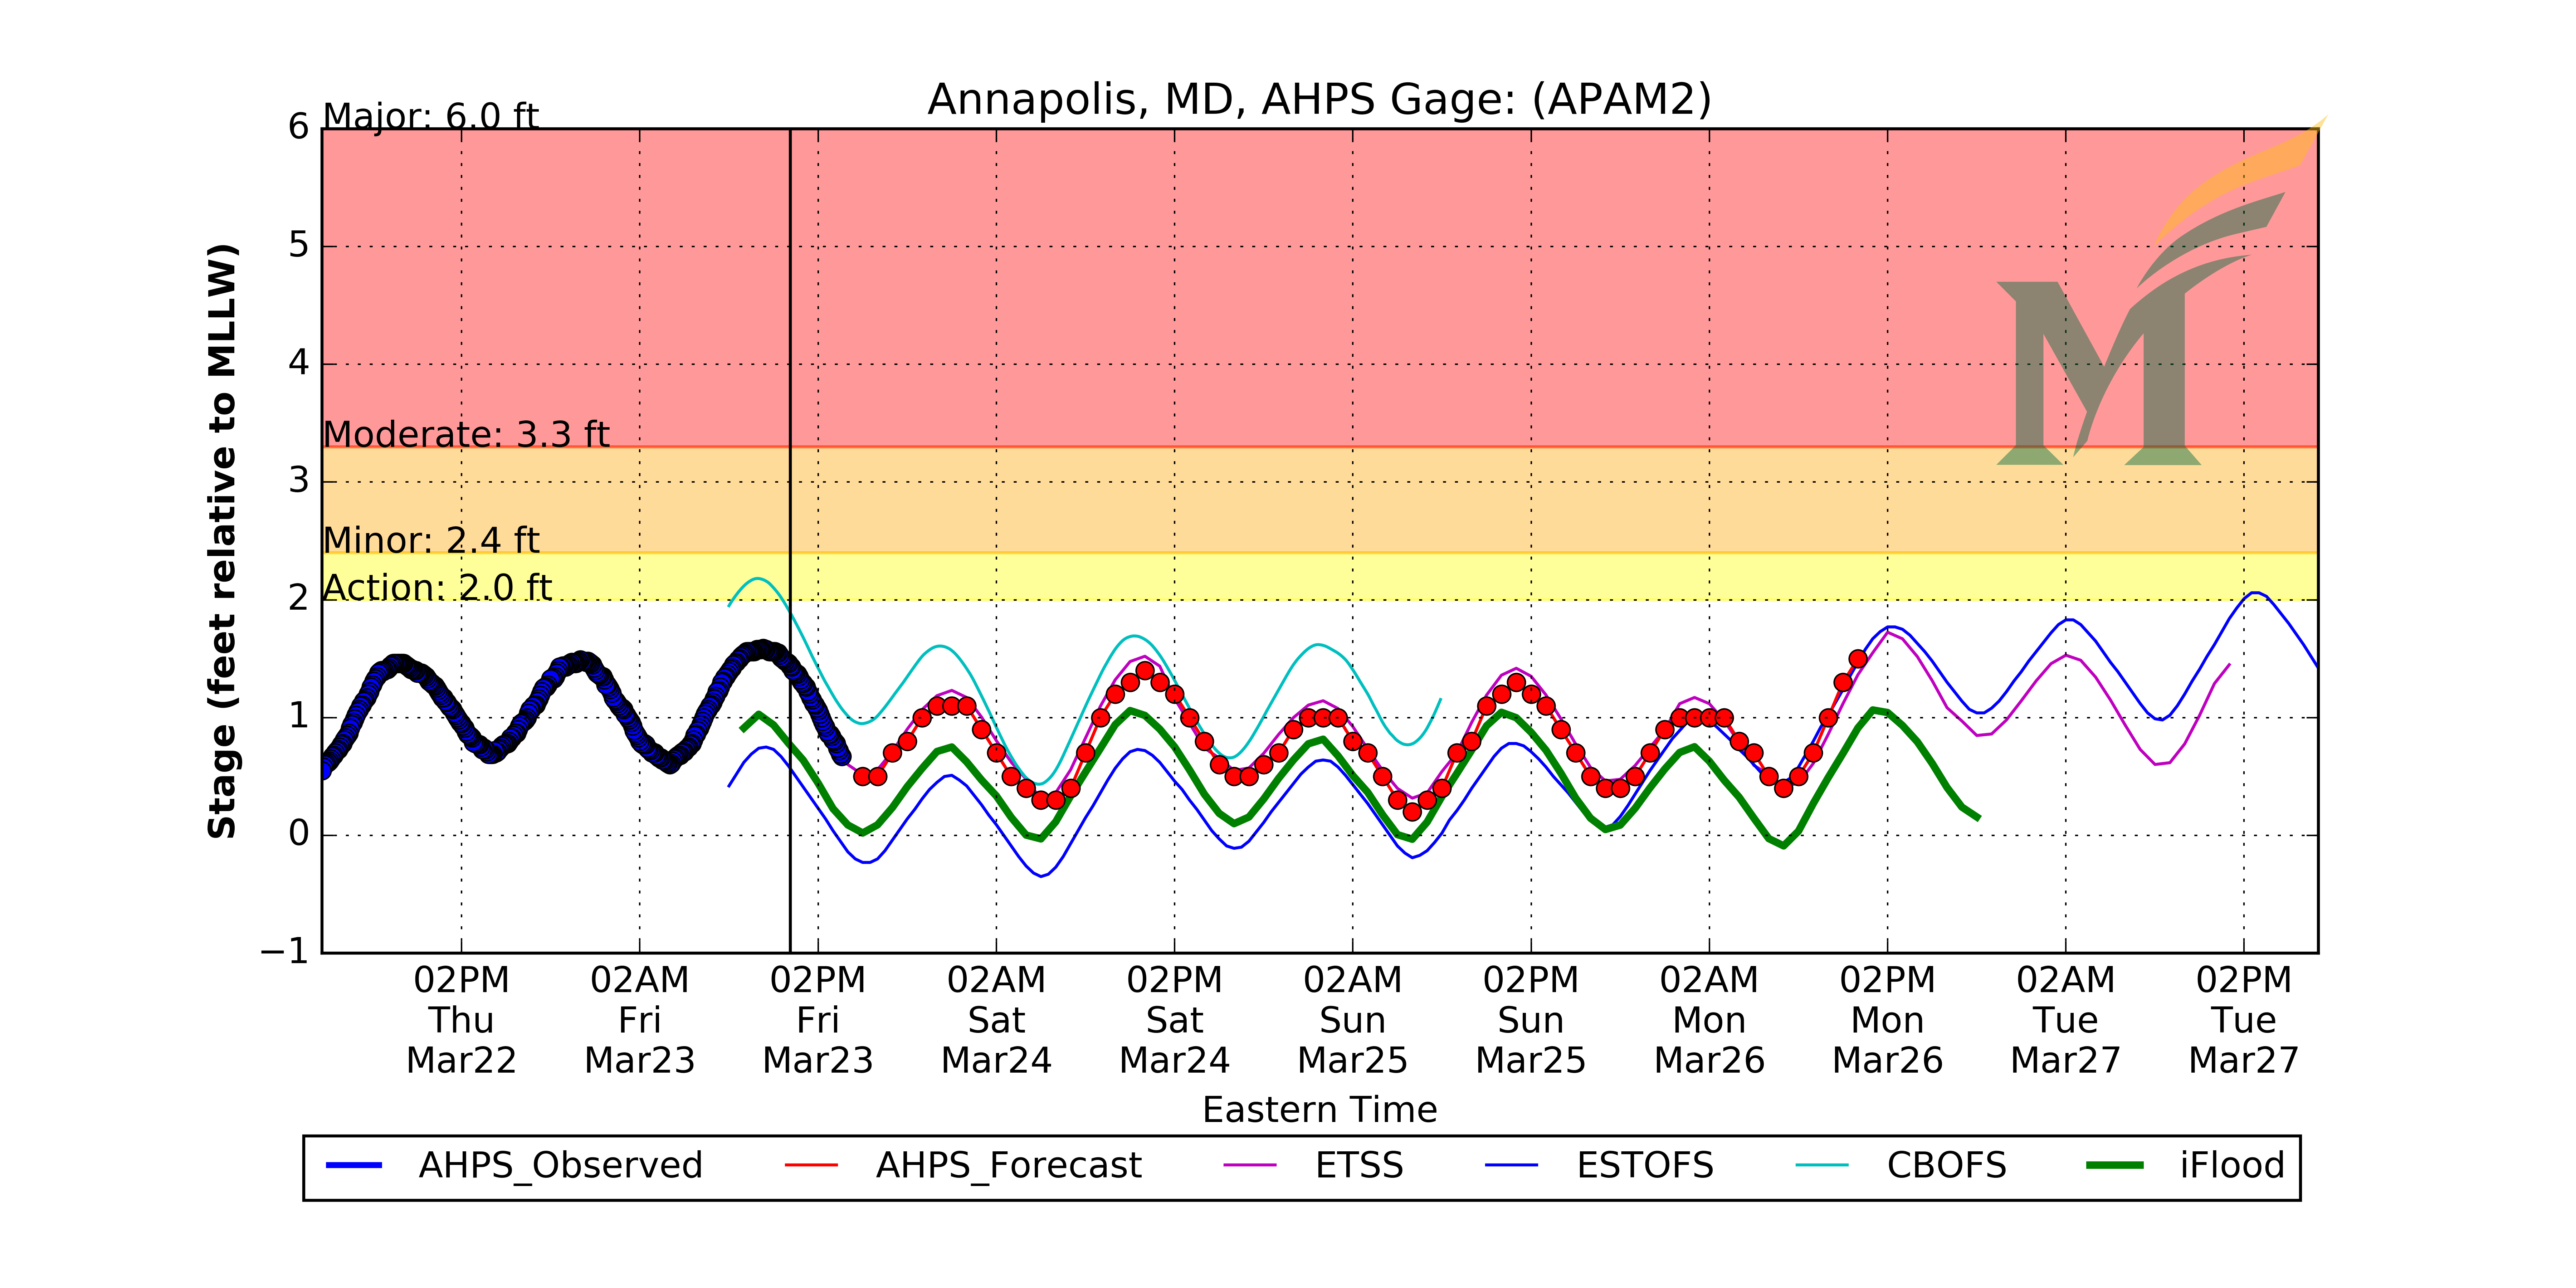 Annapolis, MD, AHPS Gage: (APAM2)
Major: 6.0 ft
Moderate: 3.3 ft
Minor: 2.4 ft
Action: 2.0 ft
Stage (feet relative to MLLW)
6
5
4
3
2
1
0
−1
02PM Thu Mar22
02AM Fri Mar23
02PM Fri Mar23
02AM Sat Mar24
02PM Sat Mar24
02AM Sun Mar25
02PM Sun Mar25
02AM Mon Mar26
02PM Mon Mar26
02AM Tue Mar27
02PM Tue Mar27
Eastern Time
AHPS_Observed AHPS_Forecast ETSS ESTOFS CBOFS iFlood
M